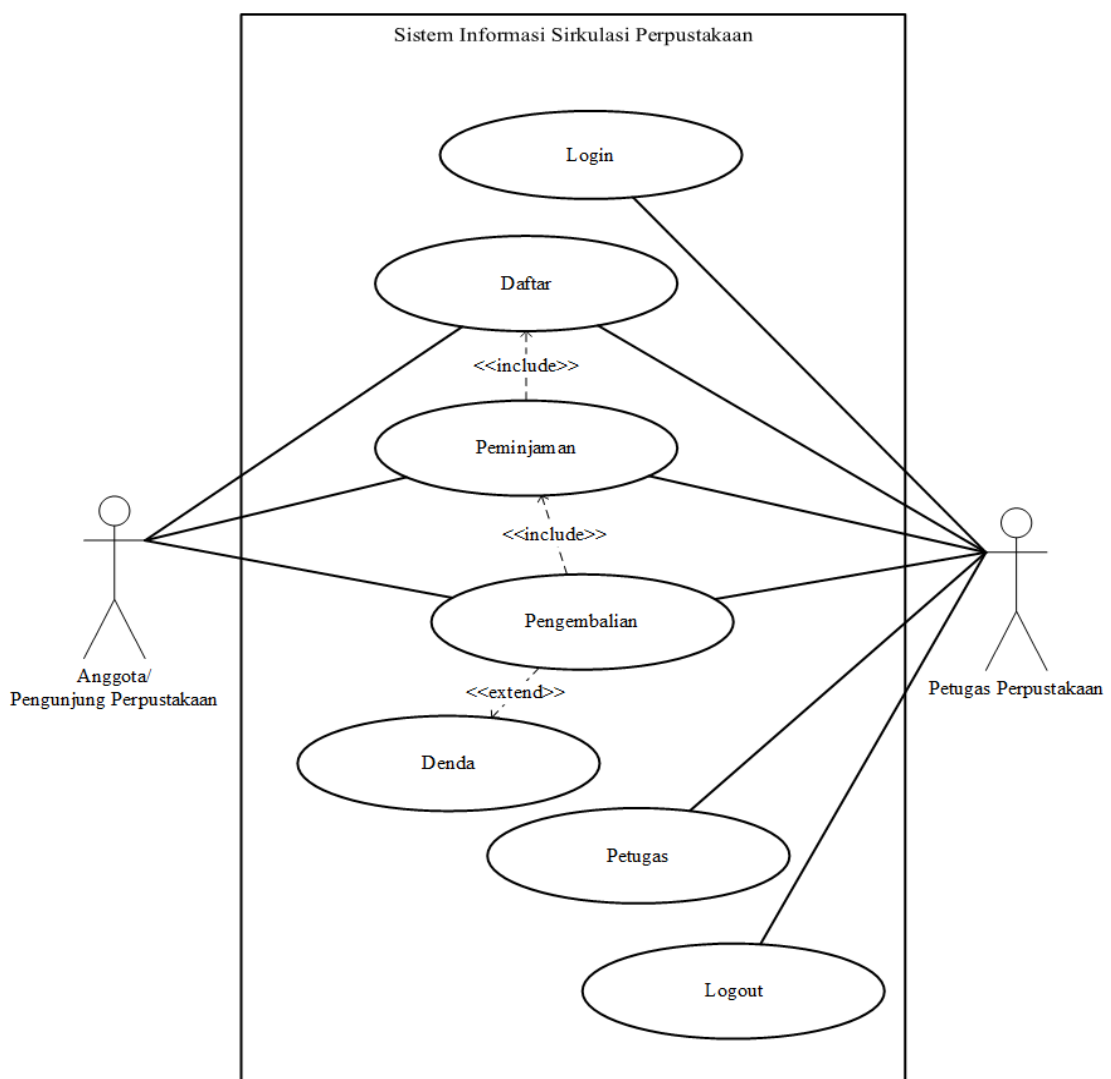 Sistem Informasi Sirkulasi Perpustakaan
Login
Daftar
<<include>>
Peminjaman
<<include>>
Pengembalian
Anggota/
Pengunjung Perpustakaan
Petugas Perpustakaan
<<extend>>
Denda
Petugas
Logout